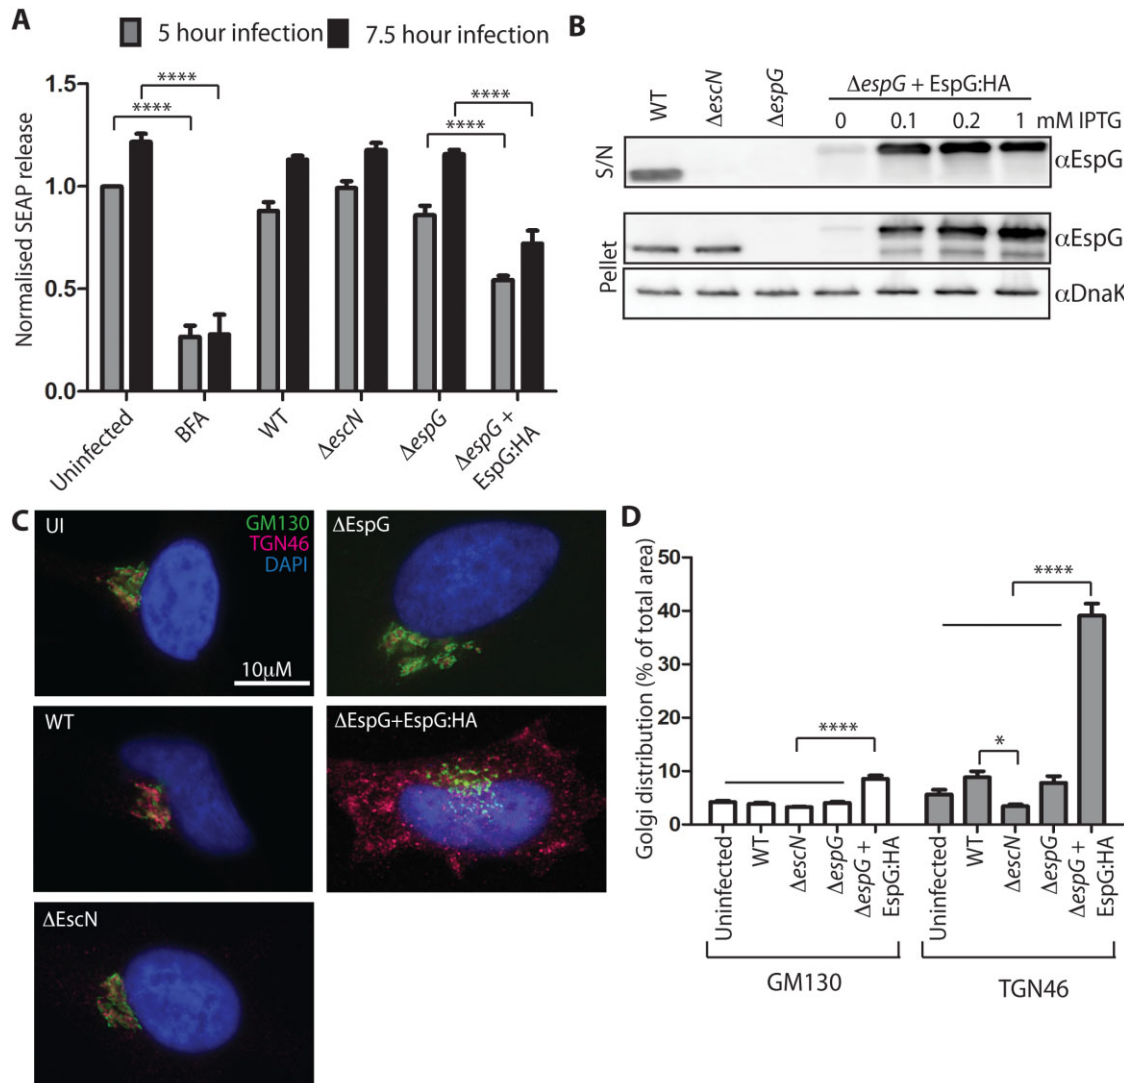 A
5 hour infection
7.5 hour infection
Normalised SEAP release
1.5
1.0
0.5
0.0
****
****
****
****
Uninfected
BFA
WT
ΔescN
ΔespG
ΔespG +
EspG:HA
B
WT
ΔescN
ΔespG
ΔespG + EspG:HA
0 0.1 0.2 1 mM IPTG
S/N
αEspG
Pellet
αEspG
αDnaK
C
UI
GM130
TGN46
DAPI
10μM
ΔEspG
WT
ΔEspG+EspG:HA
ΔEscN
D
Golgi distribution (% of total area)
50
40
30
20
10
0
****
*
****
Uninfected
WT
ΔescN
ΔespG
ΔespG +
EspG:HA
Uninfected
WT
ΔescN
ΔespG
ΔespG +
EspG:HA
GM130
TGN46